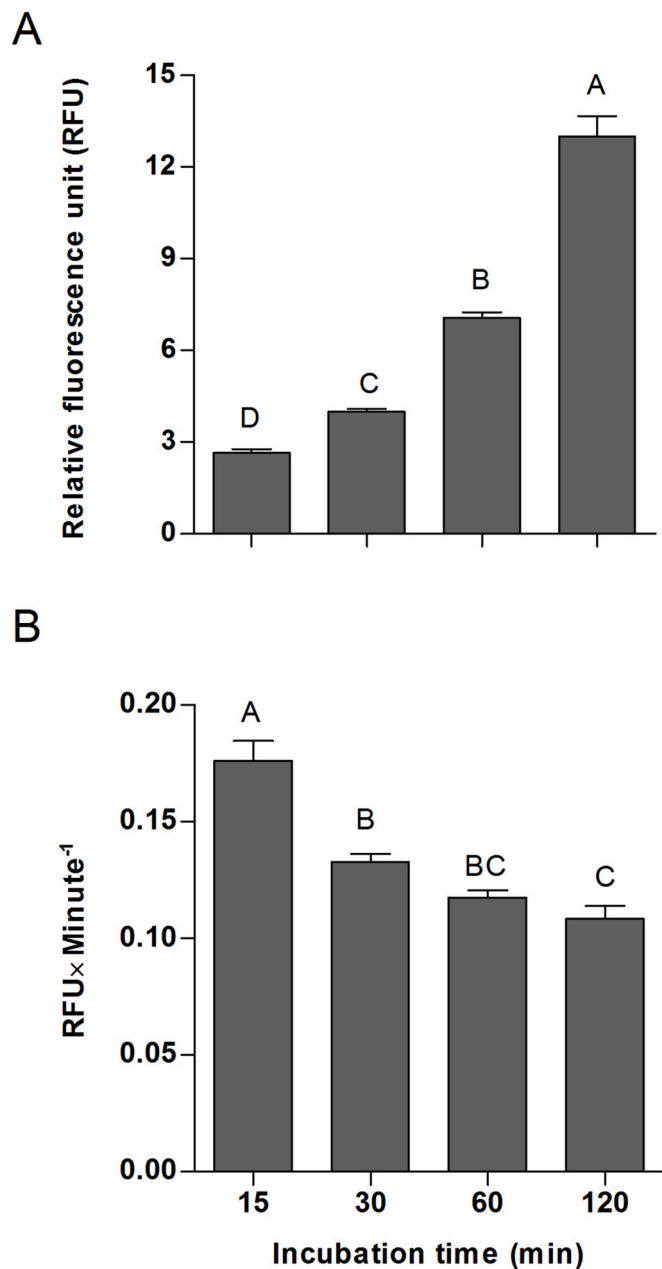 A
Relative fluorescence unit (RFU)
15
12
9
6
3
0
D
C
B
A
B
RFU× Minute⁻¹
0.20
0.15
0.10
0.05
0.00
A
B
BC
C
15 30 60 120
Incubation time (min)